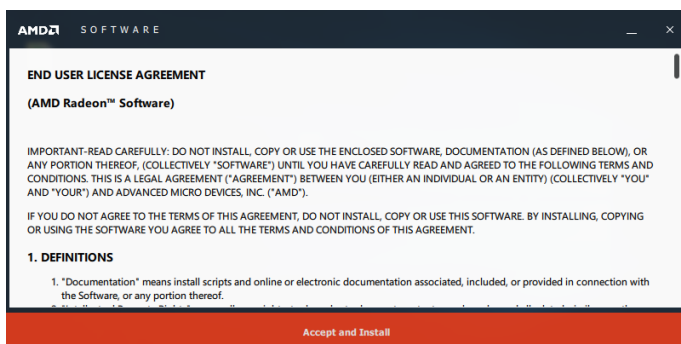 AMD SOFTWARE
END USER LICENSE AGREEMENT
(AMD Radeon™ Software)
IMPORTANT-READ CAREFULLY: DO NOT INSTALL, COPY OR USE THE ENCLOSED SOFTWARE, DOCUMENTATION (AS DEFINED BELOW), OR
ANY PORTION THEREOF, (COLLECTIVELY "SOFTWARE") UNTIL YOU HAVE CAREFULLY READ AND AGREED TO THE FOLLOWING TERMS AND
CONDITIONS. THIS IS A LEGAL AGREEMENT ("AGREEMENT") BETWEEN YOU (EITHER AN INDIVIDUAL OR AN ENTITY) (COLLECTIVELY "YOU"
AND "YOUR") AND ADVANCED MICRO DEVICES, INC. ("AMD").
IF YOU DO NOT AGREE TO THE TERMS OF THIS AGREEMENT, DO NOT INSTALL, COPY OR USE THIS SOFTWARE. BY INSTALLING, COPYING
OR USING THE SOFTWARE YOU AGREE TO ALL THE TERMS AND CONDITIONS OF THIS AGREEMENT.
1. DEFINITIONS
1. "Documentation" means install scripts and online or electronic documentation associated, included, or provided in connection with
the Software, or any portion thereof.
Accept and Install